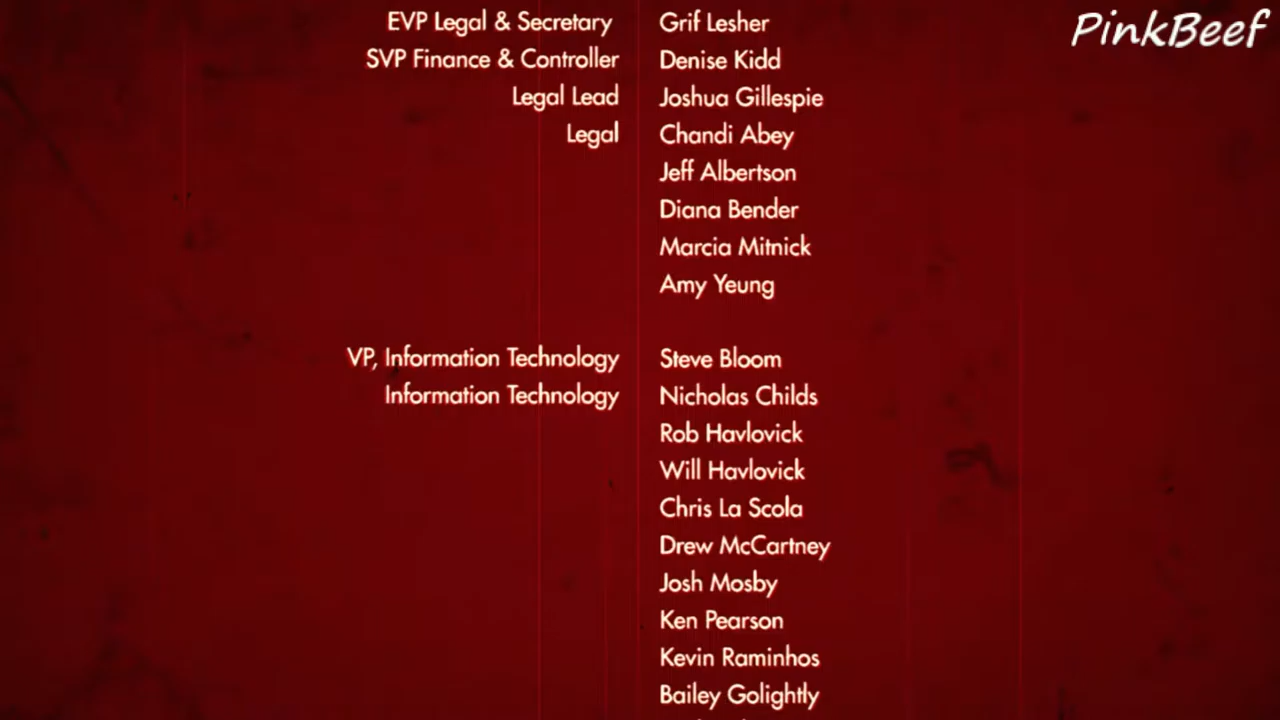 PinkBeef
EVP Legal & Secretary Grif Lesher
SVP Finance & Controller Denise Kidd
Legal Lead Joshua Gillespie
Legal Chandi Abey
Jeff Albertson
Diana Bender
Marcia Mitnick
Amy Yeung
VP, Information Technology Steve Bloom
Information Technology Nicholas Childs
Rob Havlovick
Will Havlovick
Chris La Scola
Drew McCartney
Josh Mosby
Ken Pearson
Kevin Raminhos
Bailey Golightly